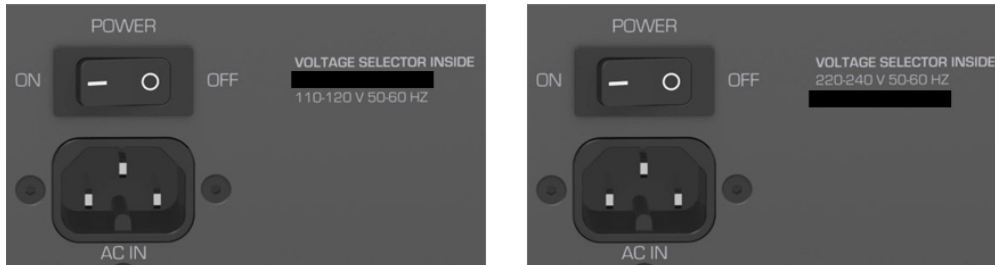 POWER
ON
OFF
VOLTAGE SELECTOR INSIDE
110-120 V 50-60 HZ
AC IN
POWER
ON
OFF
VOLTAGE SELECTOR INSIDE
220-240 V 50-60 HZ
AC IN